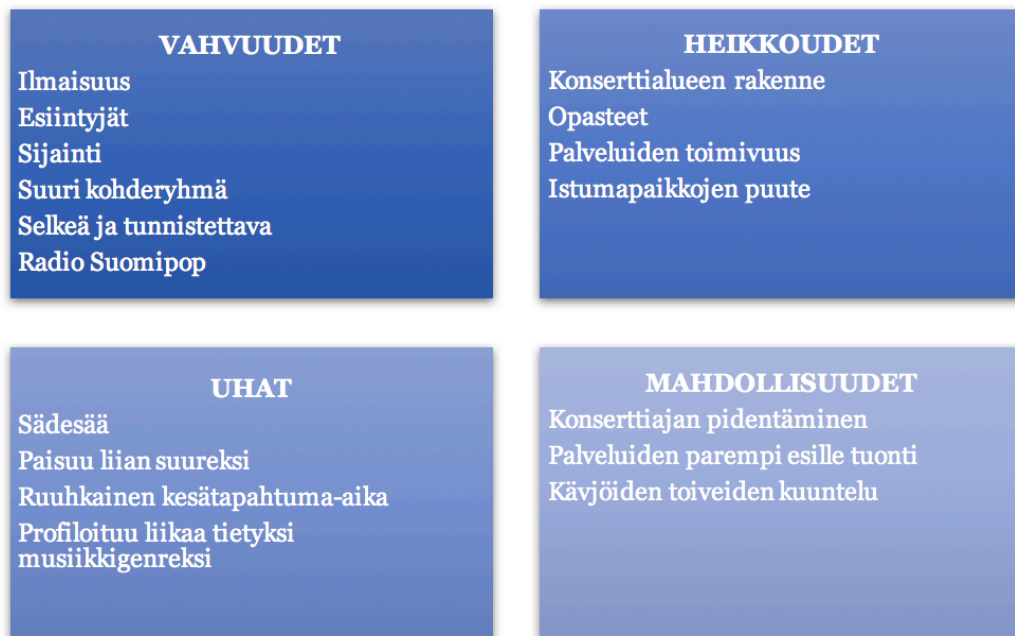 VAHVUUDET
Ilmaisuus
Esiintyjät
Sijainti
Suuri kohderyhmä
Selkeä ja tunnistettava
Radio Suomipop
HEIKKOUDET
Konserttialueen rakenne
Opasteet
Palveluiden toimivuus
Istumapaikkojen puute
UHAT
Sädesää
Paisuu liian suureksi
Ruuhkainen kesätapahtuma-aika
Profiloituu liikaa tietyksi
musiikkigenreksi
MAHDOLLISUUDET
Konserttiajan pidentäminen
Palveluiden parempi esille tuonti
Kävjöiden toiveiden kuuntelu